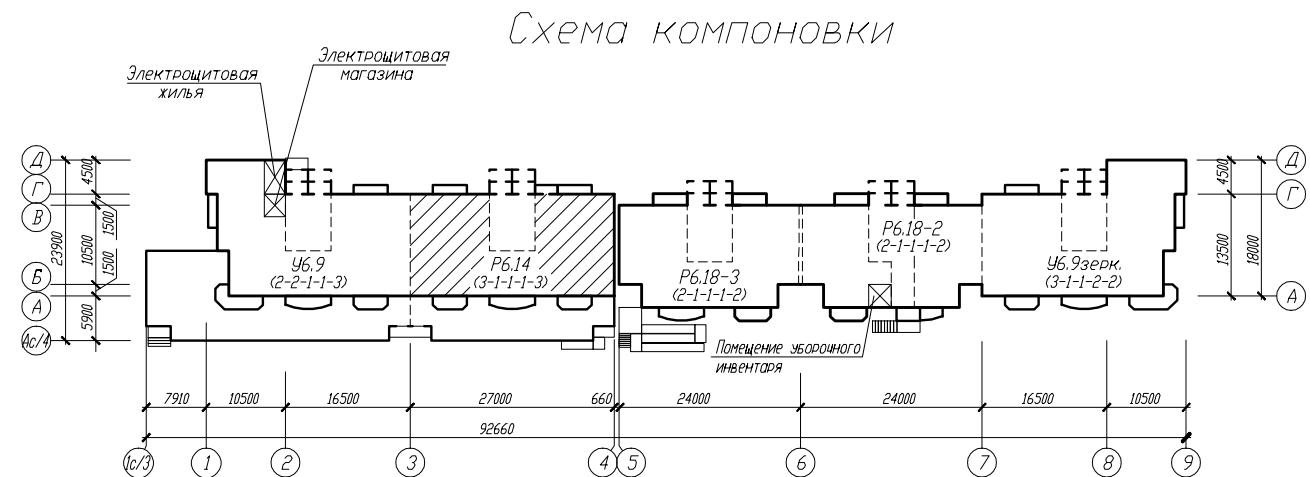 Схема компоновки
Электрощитовая
жилья
Электрощитовая
магазина
Д
Г
В
Б
А
Ас/4
23900
4500
1500
10500
1500
5900
У6.9
(2-2-1-1-3)
Р6.14
(3-1-1-1-3)
Р6.18-3
(2-1-1-1-2)
Р6.18-2
(2-1-1-1-2)
У6.9зерк.
(3-1-1-2-2)
Помещение уборочного
инвентаря
4500
13500
18000
Д
Г
А
7910
10500
16500
27000
660
24000
24000
16500
10500
92660
1с/3
1
2
3
4
5
6
7
8
9